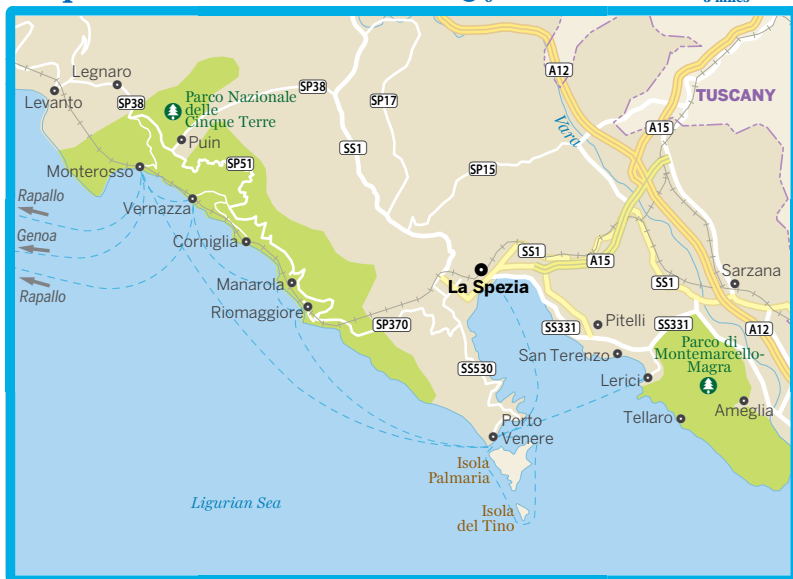 Legnaro
Levanto
SP38
Parco Nazionale
delle
Cinque Terre
Puin
SP38
SP17
A12
TUSCANY
A15
Vara
SS1
SP15
SP51
Monterosso
Rapallo
Vernazza
Genoa
Corniglia
Rapallo
Manarola
Riomaggiore
La Spezia
SS1
A15
SS1
Sarzana
SP370
SS331
Pitelli
SS331
A12
Parco di
Montemarcello-
Magra
San Terenzo
SS530
Lerici
Ameglia
Tellaro
Porto
Venere
Isola
Palmaria
Isola
del Tino
Ligurian Sea